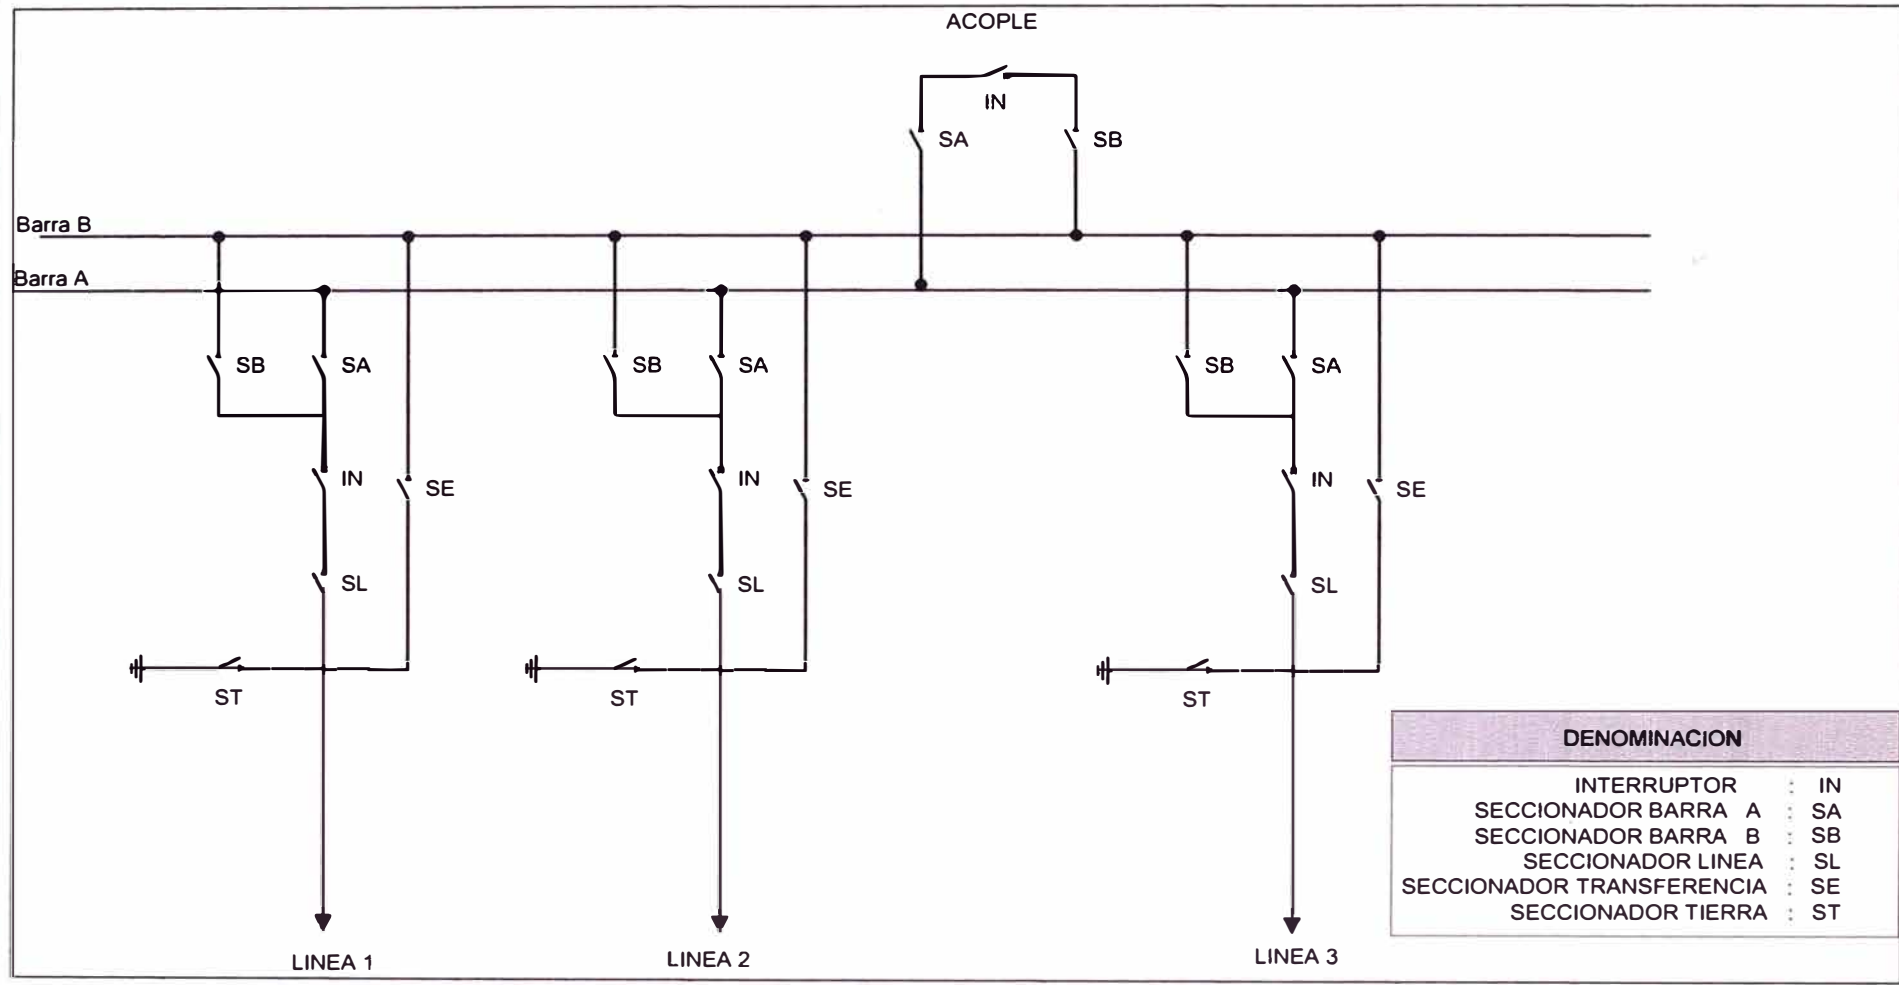 ACOPLE
IN
SA
SB
Barra B
Barra A
SB
SA
SB
SA
SB
SA
IN
SE
IN
SE
IN
SE
SL
SL
SL
ST
ST
ST
LINEA 1
LINEA 2
LINEA 3
DENOMINACION
INTERRUPTOR : IN
SECCIONADOR BARRA A : SA
SECCIONADOR BARRA B : SB
SECCIONADOR LINEA : SL
SECCIONADOR TRANSFERENCIA : SE
SECCIONADOR TIERRA : ST